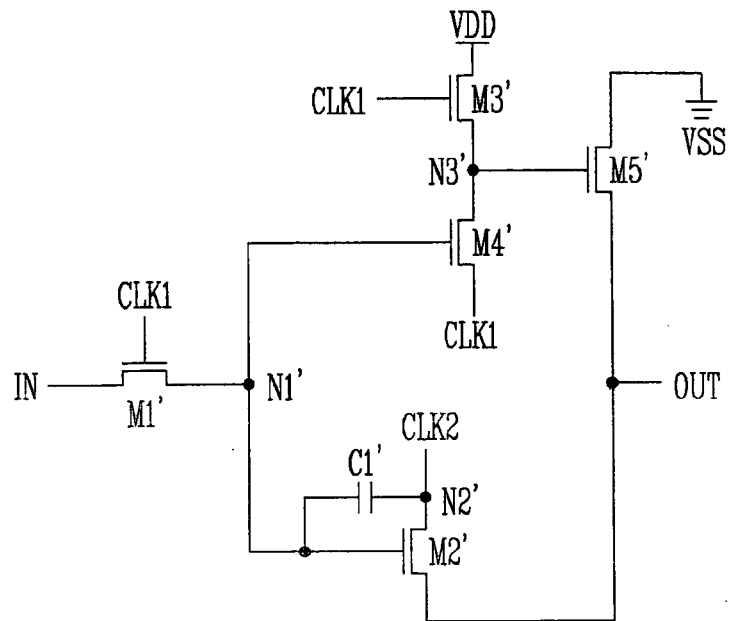 VDD
CLK1
M3'
VSS
N3'
M5'
M4'
CLK1
CLK1
IN
M1'
N1'
OUT
CLK2
C1'
N2'
M2'